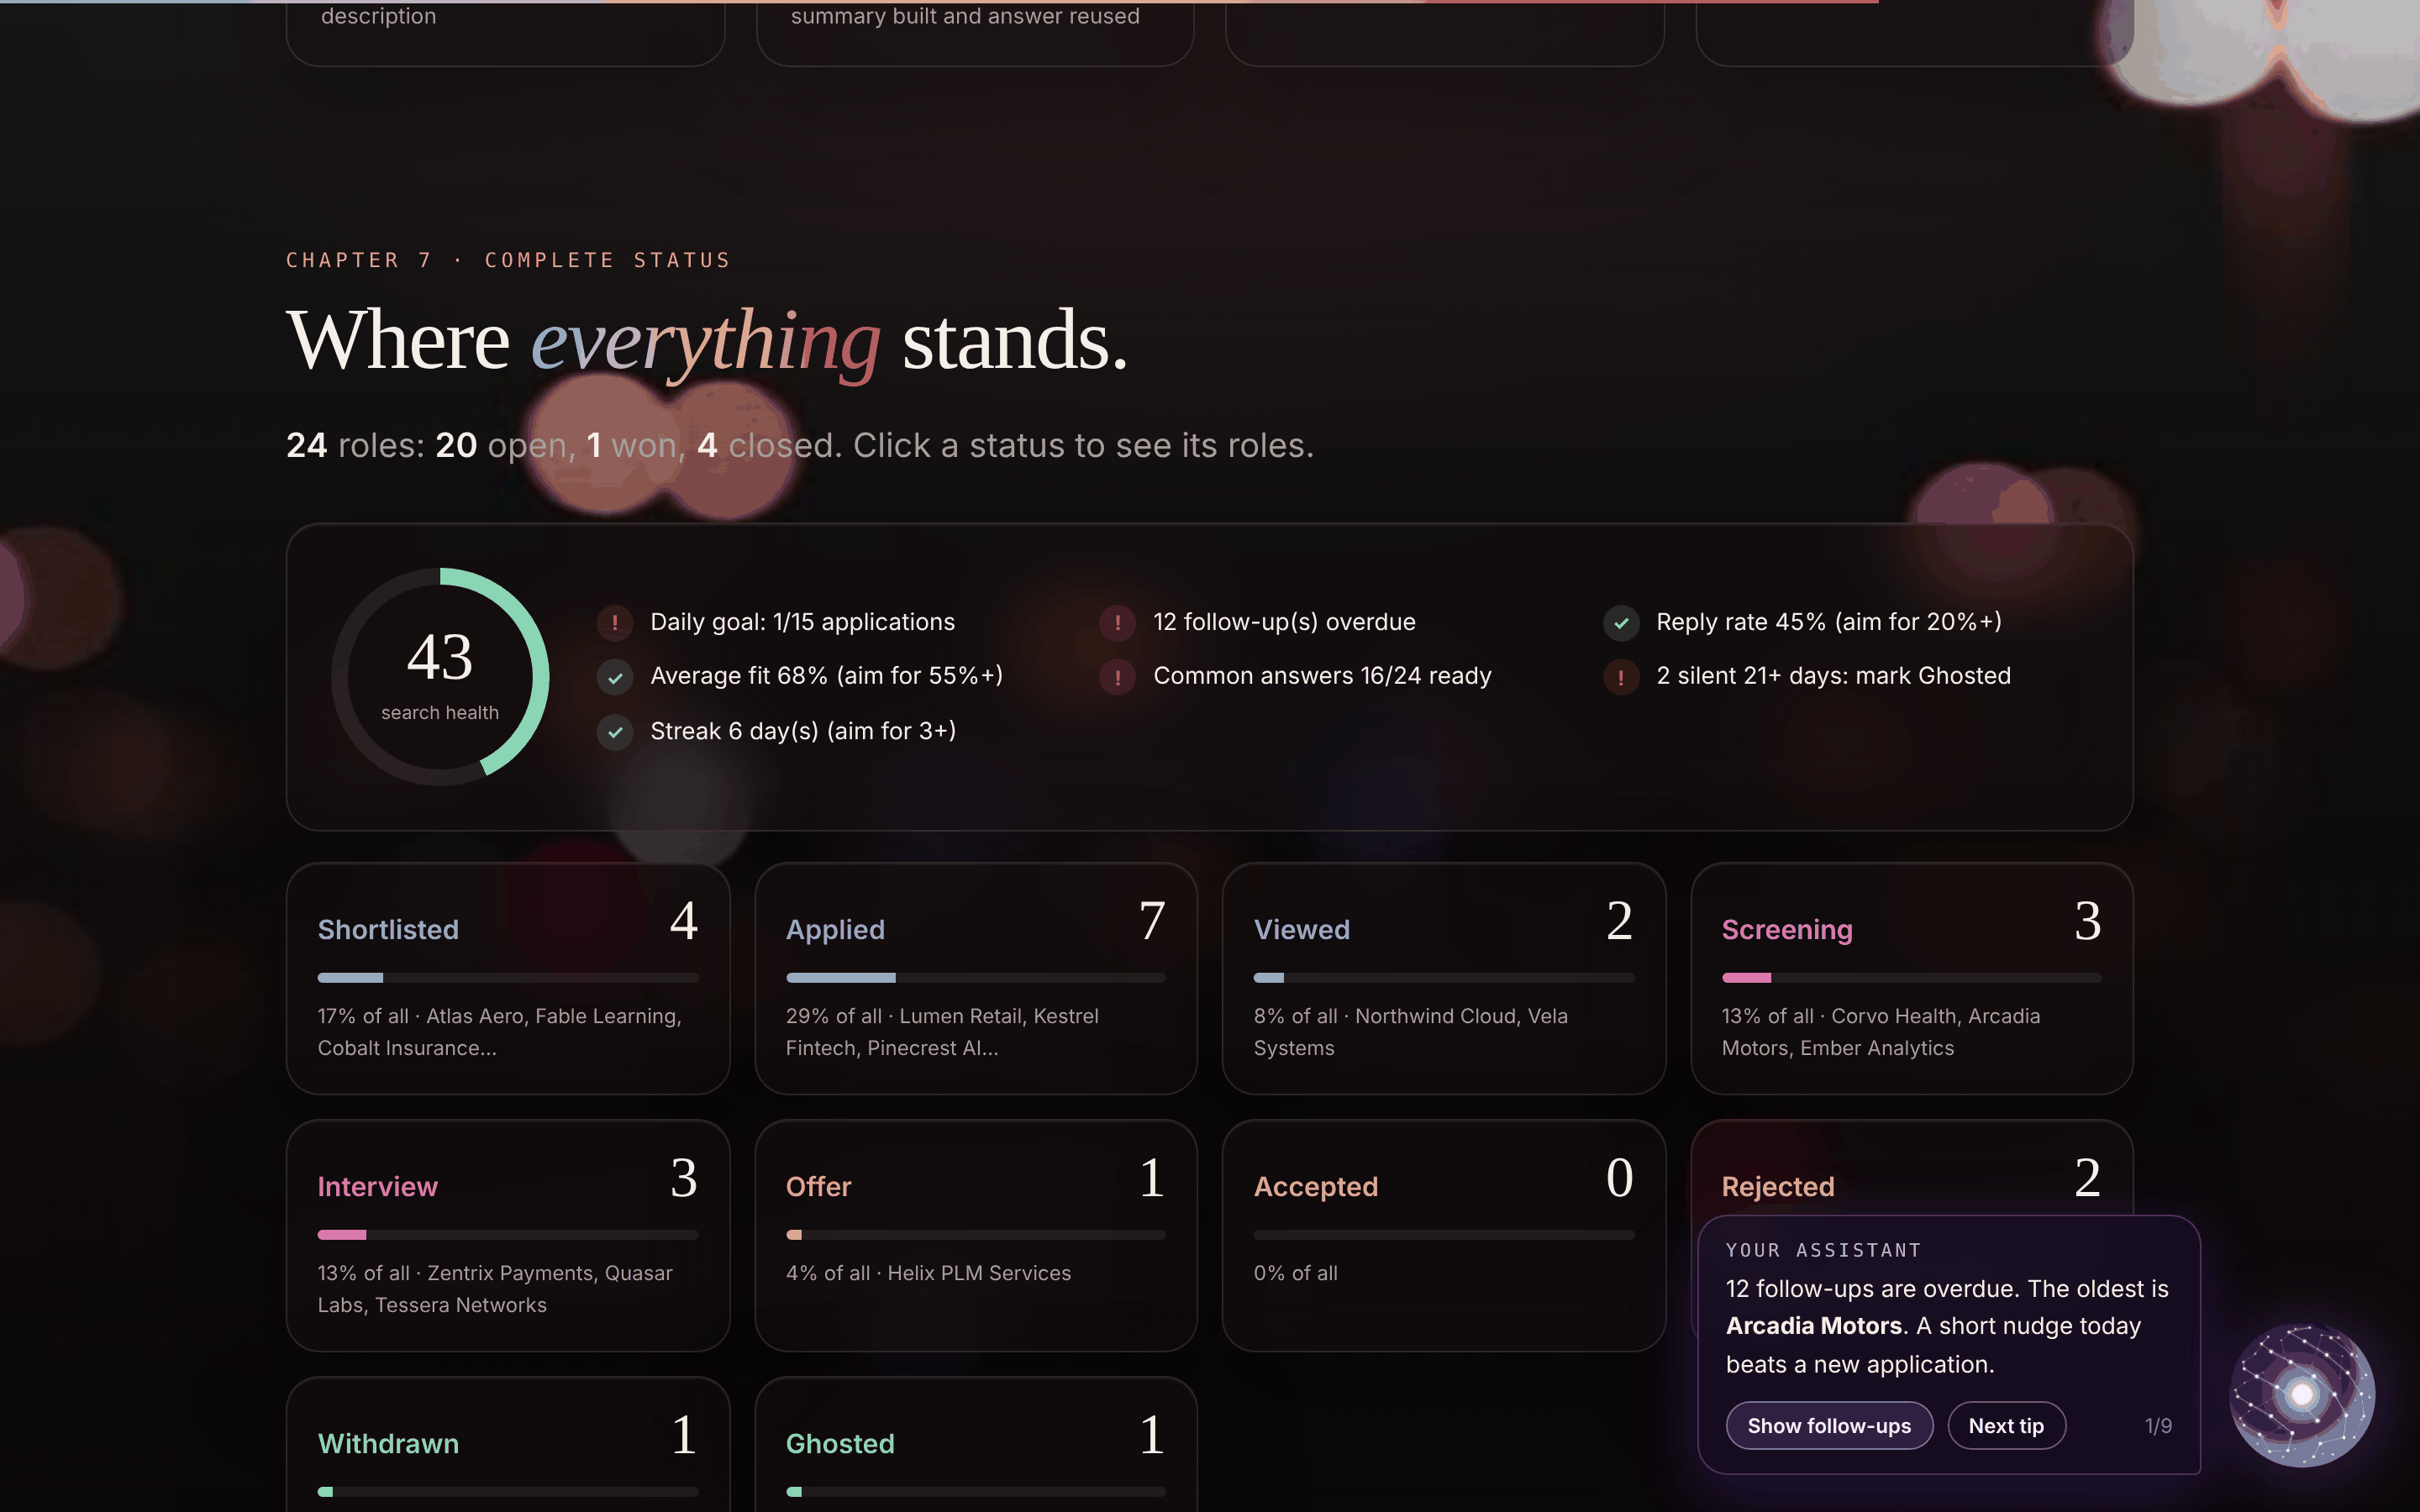 description
summary built and answer reused
CHAPTER 7 · COMPLETE STATUS
Where everything stands.
24 roles: 20 open, 1 won, 4 closed. Click a status to see its roles.
43
search health
! Daily goal: 1/15 applications
! 12 follow-up(s) overdue
Reply rate 45% (aim for 20%+)
Average fit 68% (aim for 55%+)
! Common answers 16/24 ready
! 2 silent 21+ days: mark Ghosted
Streak 6 day(s) (aim for 3+)
Shortlisted 4
17% of all · Atlas Aero, Fable Learning,
Cobalt Insurance...
Applied 7
29% of all · Lumen Retail, Kestrel
Fintech, Pinecrest AI...
Viewed 2
8% of all · Northwind Cloud, Vela
Systems
Screening 3
13% of all · Corvo Health, Arcadia
Motors, Ember Analytics
Interview 3
13% of all · Zentrix Payments, Quasar
Labs, Tessera Networks
Offer 1
4% of all · Helix PLM Services
Accepted 0
0% of all
Rejected 2
Withdrawn 1
Ghosted 1
YOUR ASSISTANT
12 follow-ups are overdue. The oldest is
Arcadia Motors. A short nudge today
beats a new application.
Show follow-ups
Next tip
1/9